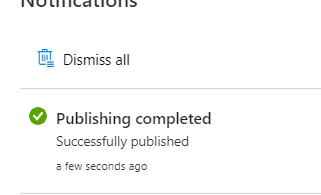 Notifications
Dismiss all
Publishing completed
Successfully published
a few seconds ago